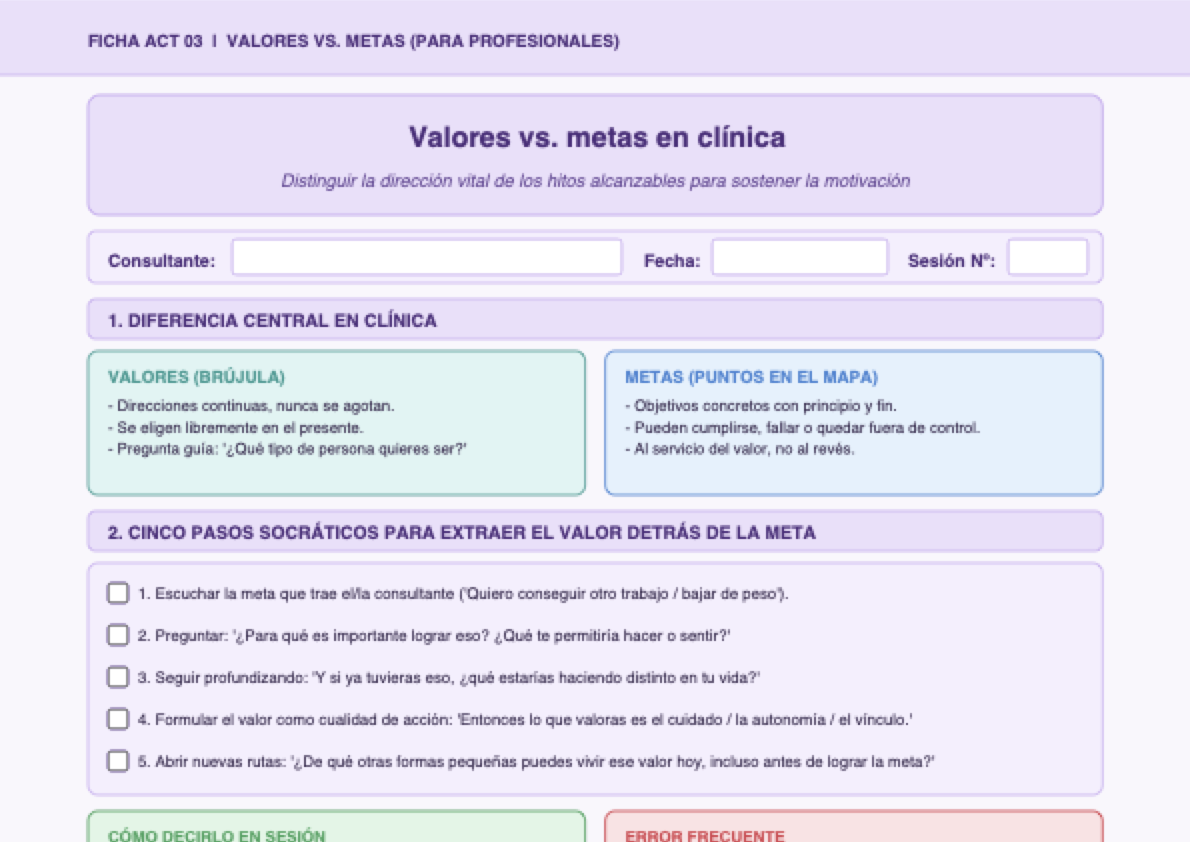 FICHA ACT 03 | VALORES VS. METAS (PARA PROFESIONALES)
Valores vs. metas en clínica
Distinguir la dirección vital de los hitos alcanzables para sostener la motivación
Consultante:
Fecha:
Sesión Nº:
1. DIFERENCIA CENTRAL EN CLÍNICA
VALORES (BRÚJULA)
- Direcciones continuas, nunca se agotan.
- Se eligen libremente en el presente.
- Pregunta guía: '¿Qué tipo de persona quieres ser?'
METAS (PUNTOS EN EL MAPA)
- Objetivos concretos con principio y fin.
- Pueden cumplirse, fallar o quedar fuera de control.
- Al servicio del valor, no al revés.
2. CINCO PASOS SOCRÁTICOS PARA EXTRAER EL VALOR DETRÁS DE LA META
1. Escuchar la meta que trae el/la consultante ('Quiero conseguir otro trabajo / bajar de peso').
2. Preguntar: '¿Para qué es importante lograr eso? ¿Qué te permitiría hacer o sentir?'
3. Seguir profundizando: 'Y si ya tuvieras eso, ¿qué estarías haciendo distinto en tu vida?'
4. Formular el valor como cualidad de acción: 'Entonces lo que valoras es el cuidado / la autonomía / el vínculo.'
5. Abrir nuevas rutas: '¿De qué otras formas pequeñas puedes vivir ese valor hoy, incluso antes de lograr la meta?'
CÓMO DECIRLO EN SESIÓN
ERROR FRECUENTE